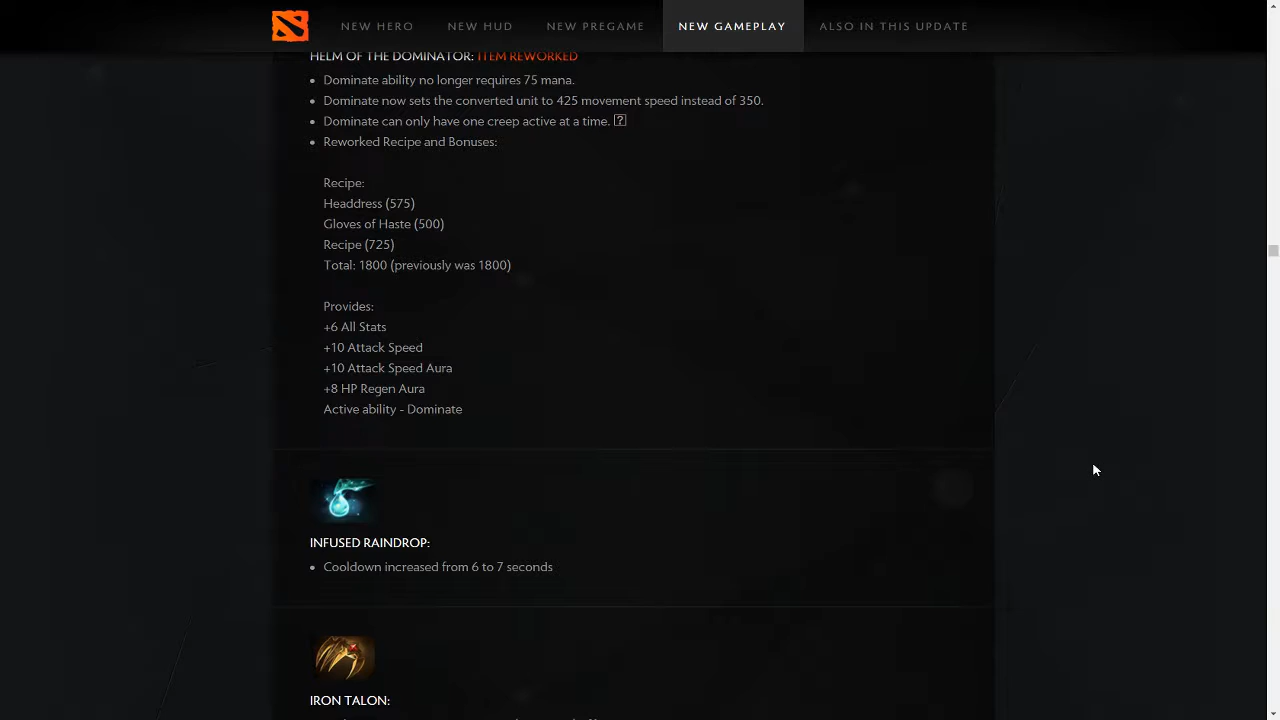 NEW HERO NEW HUD NEW PREGAME NEW GAMEPLAY ALSO IN THIS UPDATE
HELM OF THE DOMINATOR: ITEM REWORKED
• Dominate ability no longer requires 75 mana.
• Dominate now sets the converted unit to 425 movement speed instead of 350.
• Dominate can only have one creep active at a time. ?
• Reworked Recipe and Bonuses:
Recipe:
Headdress (575)
Gloves of Haste (500)
Recipe (725)
Total: 1800 (previously was 1800)
Provides:
+6 All Stats
+10 Attack Speed
+10 Attack Speed Aura
+8 HP Regen Aura
Active ability - Dominate
INFUSED RAINDROP:
• Cooldown increased from 6 to 7 seconds
IRON TALON: